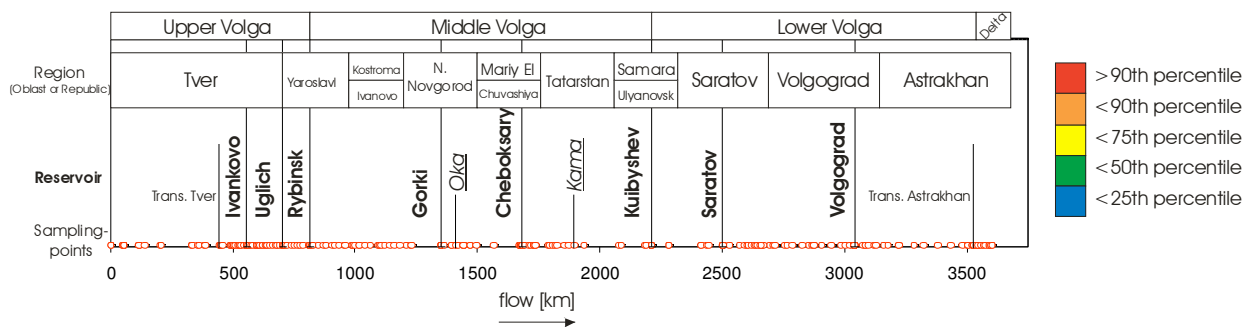 Upper Volga Middle Volga Lower Volga Delta
Region
(Oblast or Republic)
Tver Yaroslavl Kostroma Ivanovo N. Novgorod Mariy El Chuvashiya Tatarstan Samara Ulyanovsk Saratov Volgograd Astrakhan
Reservoir
Trans. Tver Ivankovo Uglich Rybinsk Gorki Oka Cheboksary Kama Kuibyshev Saratov Volgograd Trans. Astrakhan
Sampling-
points
0 500 1000 1500 2000 2500 3000 3500
flow [km]
>90th percentile
<90th percentile
<75th percentile
<50th percentile
<25th percentile